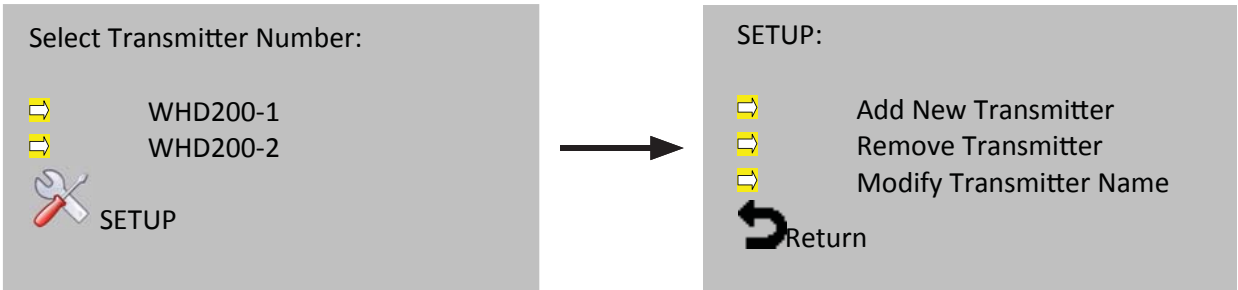 Select Transmitter Number:
WHD200-1
WHD200-2
SETUP
SETUP:
Add New Transmitter
Remove Transmitter
Modify Transmitter Name
Return